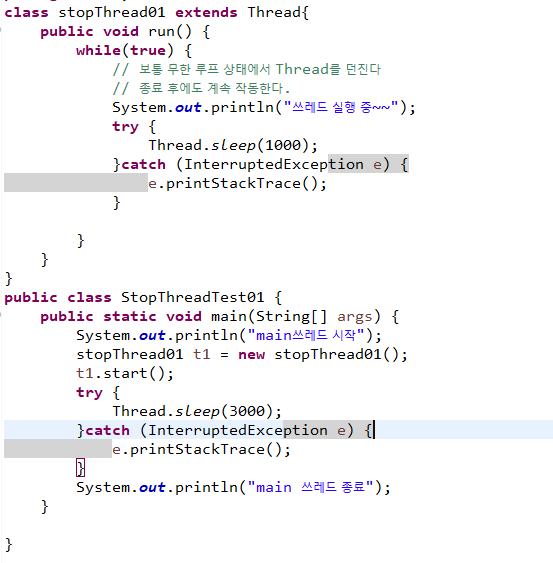 class stopThread01 extends Thread{
    public void run() {
        while(true) {
            // 보통 무한 루프 상태에서 Thread를 던진다
            // 종료 후에도 계속 작동한다.
            System.out.println("쓰레드 실행 중~~");
            try {
                Thread.sleep(1000);
            }catch (InterruptedException e) {
                e.printStackTrace();
            }

        }
    }
}
public class StopThreadTest01 {
    public static void main(String[] args) {
        System.out.println("main쓰레드 시작");
        stopThread01 t1 = new stopThread01();
        t1.start();
        try {
            Thread.sleep(3000);
        }catch (InterruptedException e) {
            e.printStackTrace();
        }
        System.out.println("main 쓰레드 종료");
    }

}